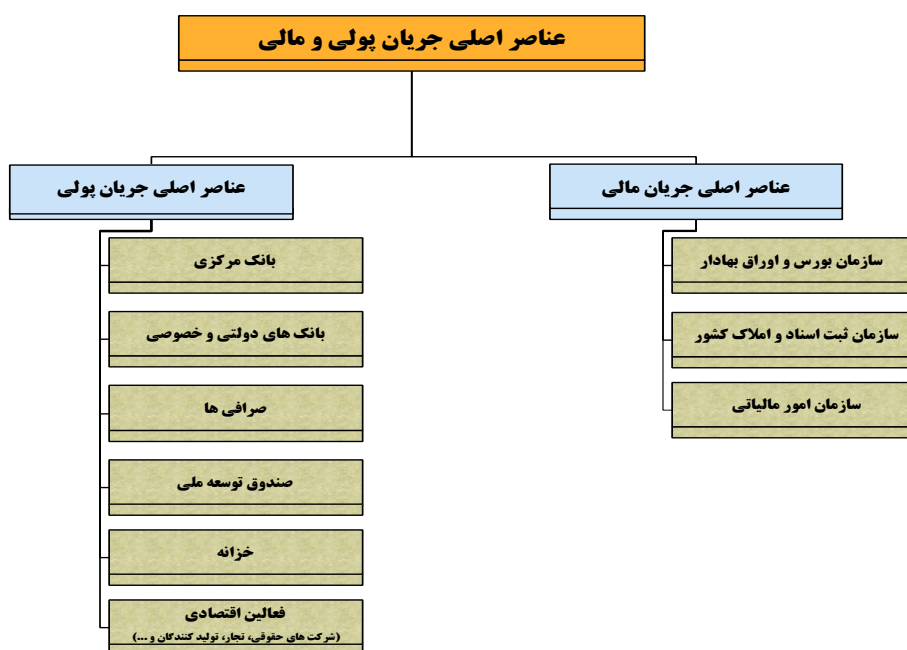 عناصر اصلی جریان پولی و مالی
عناصر اصلی جریان مالی
عناصر اصلی جریان پولی
سازمان بورس و اوراق بهادار
سازمان ثبت اسناد و املاک کشور
سازمان امور مالیاتی
بانک مرکزی
بانک های دولتی و خصوصی
صرافی ها
صندوق توسعه ملی
خزانه
فعالین اقتصادی
(شرکت های حقوقی، تجار، تولید کنندگان و ...)